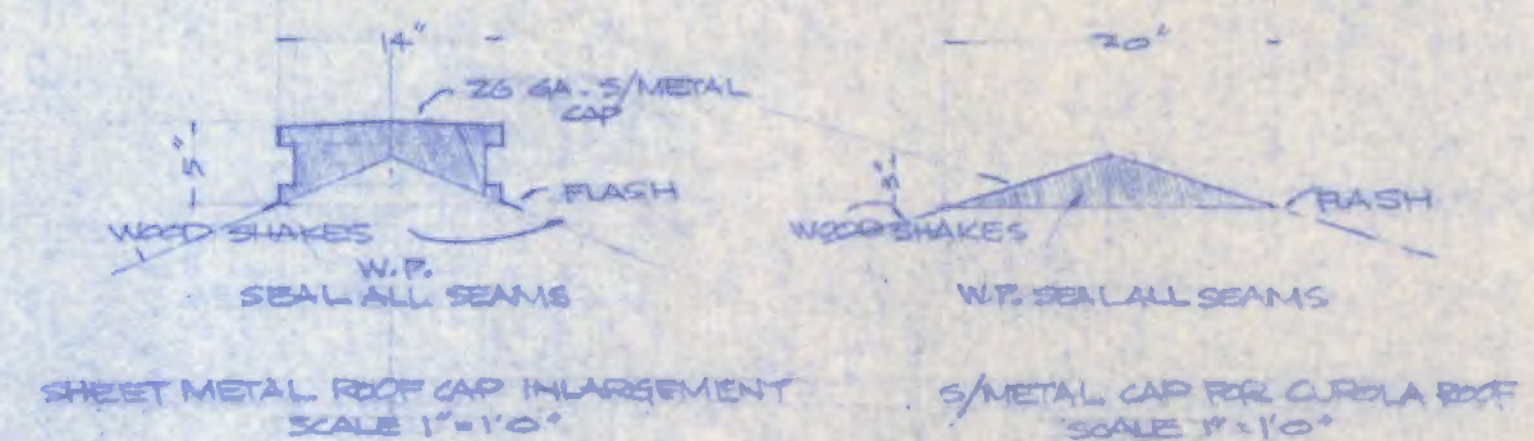 14"
26 GA. S/METAL
CAP
5"
FLASH
WOOD SHAKES
W.P.
SEAL ALL SEAMS
SHEET METAL ROOF CAP INLARGEMENT
SCALE 1"=1'0"
20"
5"
FLASH
WOOD SHAKES
W.P. SEAL ALL SEAMS
S/METAL CAP FOR CUPOLA ROOF
SCALE 1"=1'0"